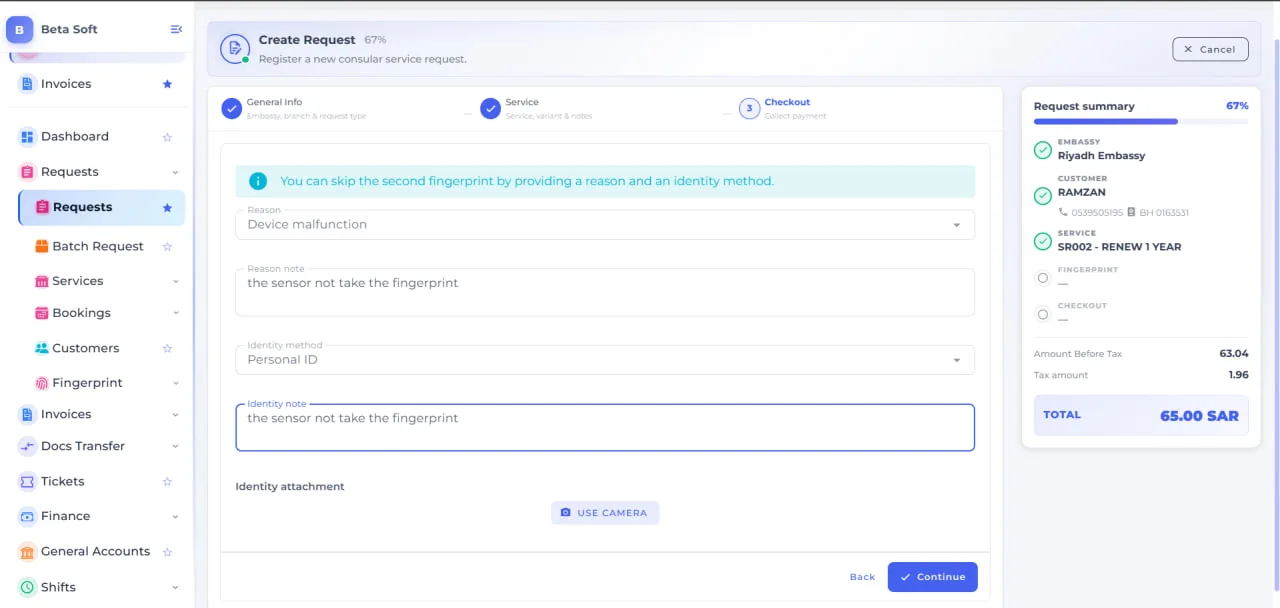 B Beta Soft
Invoices
Dashboard
Requests
Requests
Batch Request
Services
Bookings
Customers
Fingerprint
Invoices
Docs Transfer
Tickets
Finance
General Accounts
Shifts
Create Request 67%
Register a new consular service request.
Cancel
General Info
Embassy, branch & request type
Service
Service, variant & notes
3 Checkout
Collect payment
You can skip the second fingerprint by providing a reason and an identity method.
Reason
Device malfunction
Reason note
the sensor not take the fingerprint
Identity method
Personal ID
Identity note
the sensor not take the fingerprint
Identity attachment
USE CAMERA
Back
Continue
Request summary 67%
EMBASSY
Riyadh Embassy
CUSTOMER
RAMZAN
0539505195 BH 0163531
SERVICE
SR002 - RENEW 1 YEAR
FINGERPRINT
—
CHECKOUT
—
Amount Before Tax 63.04
Tax amount 1.96
TOTAL 65.00 SAR